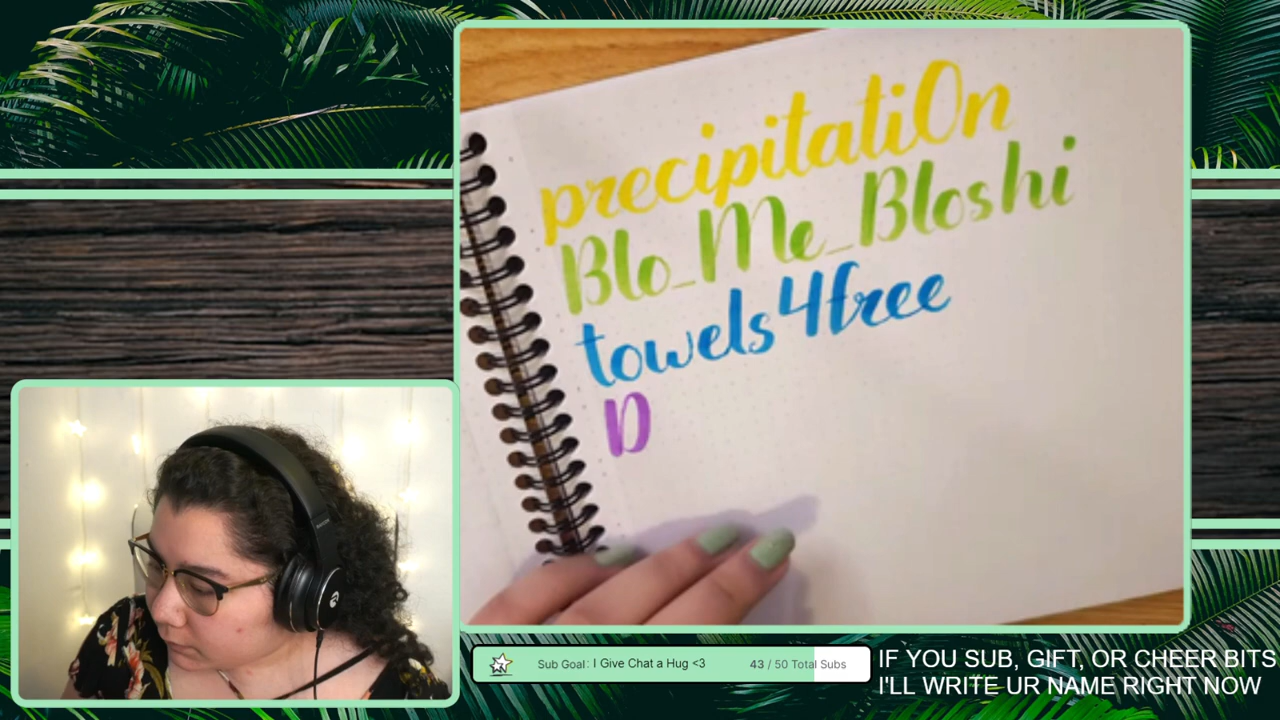 precipitati0n
Blo_Me_Bloshi
towels4free
D
Sub Goal: I Give Chat a Hug <3 43 / 50 Total Subs
IF YOU SUB, GIFT, OR CHEER BITS
I'LL WRITE UR NAME RIGHT NOW